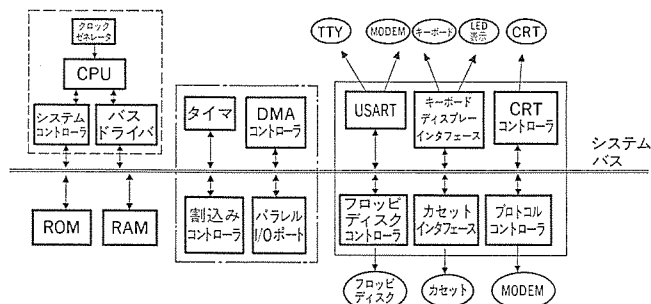 TTY
MODEM
キーボード
LED
表示
CRT
クロック
ゼネレータ
CPU
システム
コントローラ
バス
ドライバ
タイマ
DMA
コントローラ
USART
キーボード
ディスプレー
インタフェース
CRT
コントローラ
システム
バス
ROM
RAM
割込み
コントローラ
パラレル
I/Oポート
フロッピ
ディスク
コントローラ
カセット
インタフェース
プロトコル
コントローラ
フロッピ
ディスク
カセット
MODEM